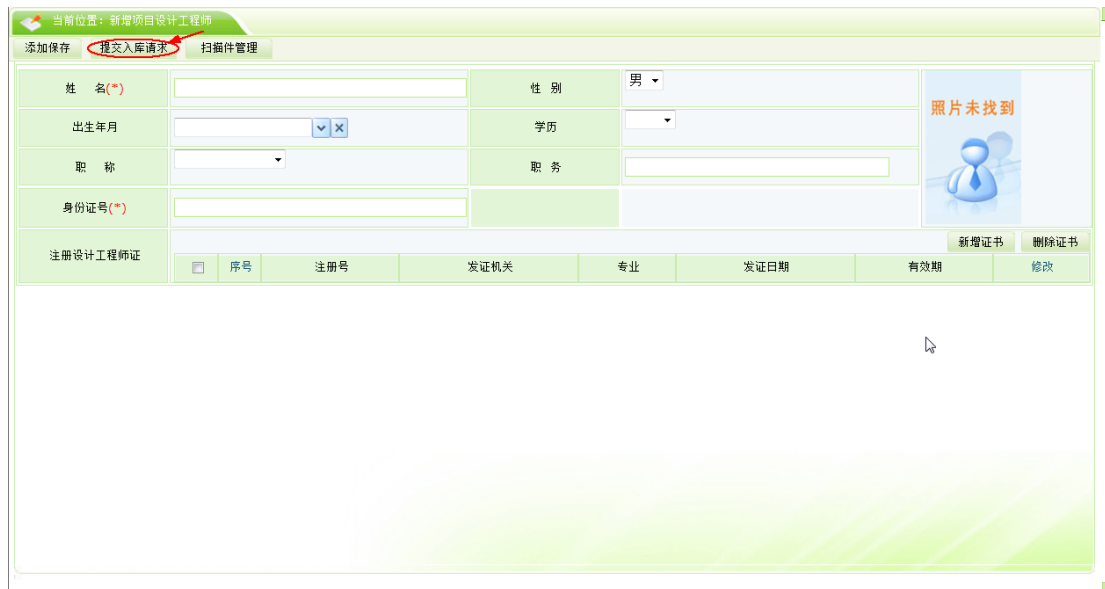 当前位置：新增项目设计工程师
添加保存 提交入库请求 扫描件管理
姓 名(*) 性 别 男
照片未找到
出生年月 学历
职 称 职 务
身份证号(*)
新增证书 删除证书
注册设计工程师证
序号 注册号 发证机关 专业 发证日期 有效期 修改